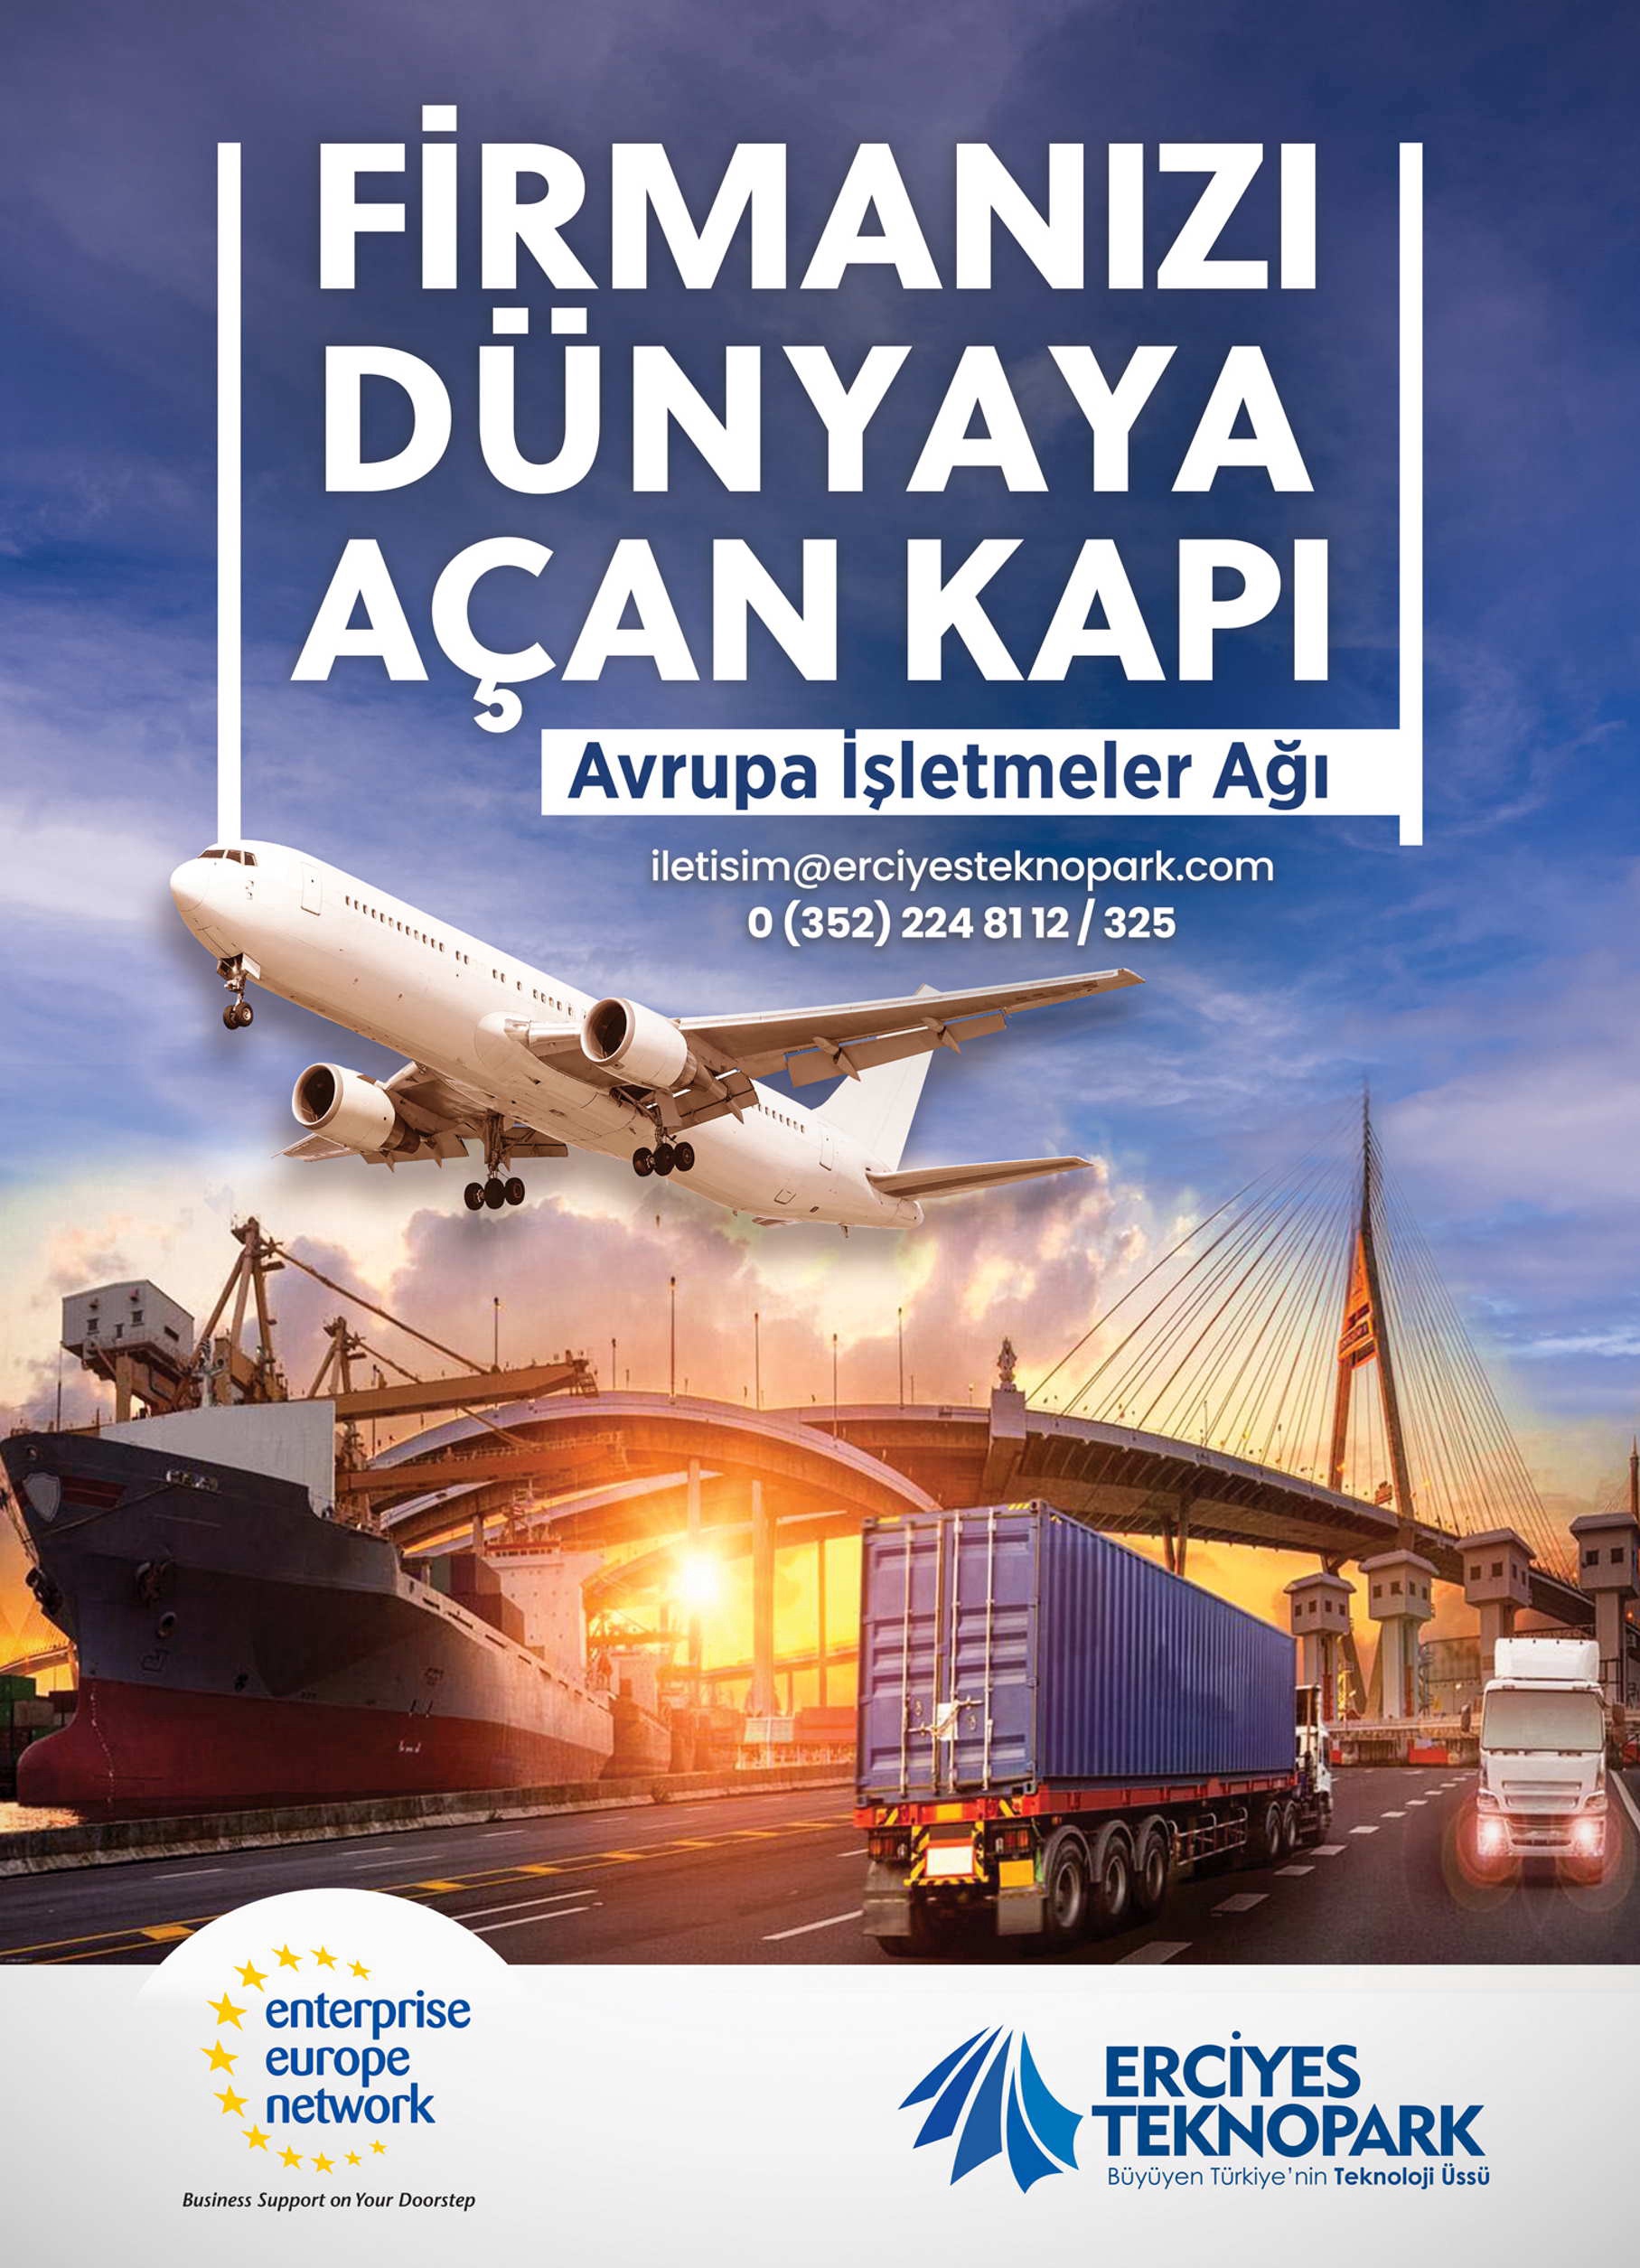 FİRMANIZI
DÜNYAYA
AÇAN KAPI
Avrupa İşletmeler Ağı
iletisim@erciyesteknopark.com
0 (352) 224 81 12 / 325
enterprise
europe
network
Business Support on Your Doorstep
ERCİYES
TEKNOPARK
Büyüyen Türkiye'nin Teknoloji Üssü